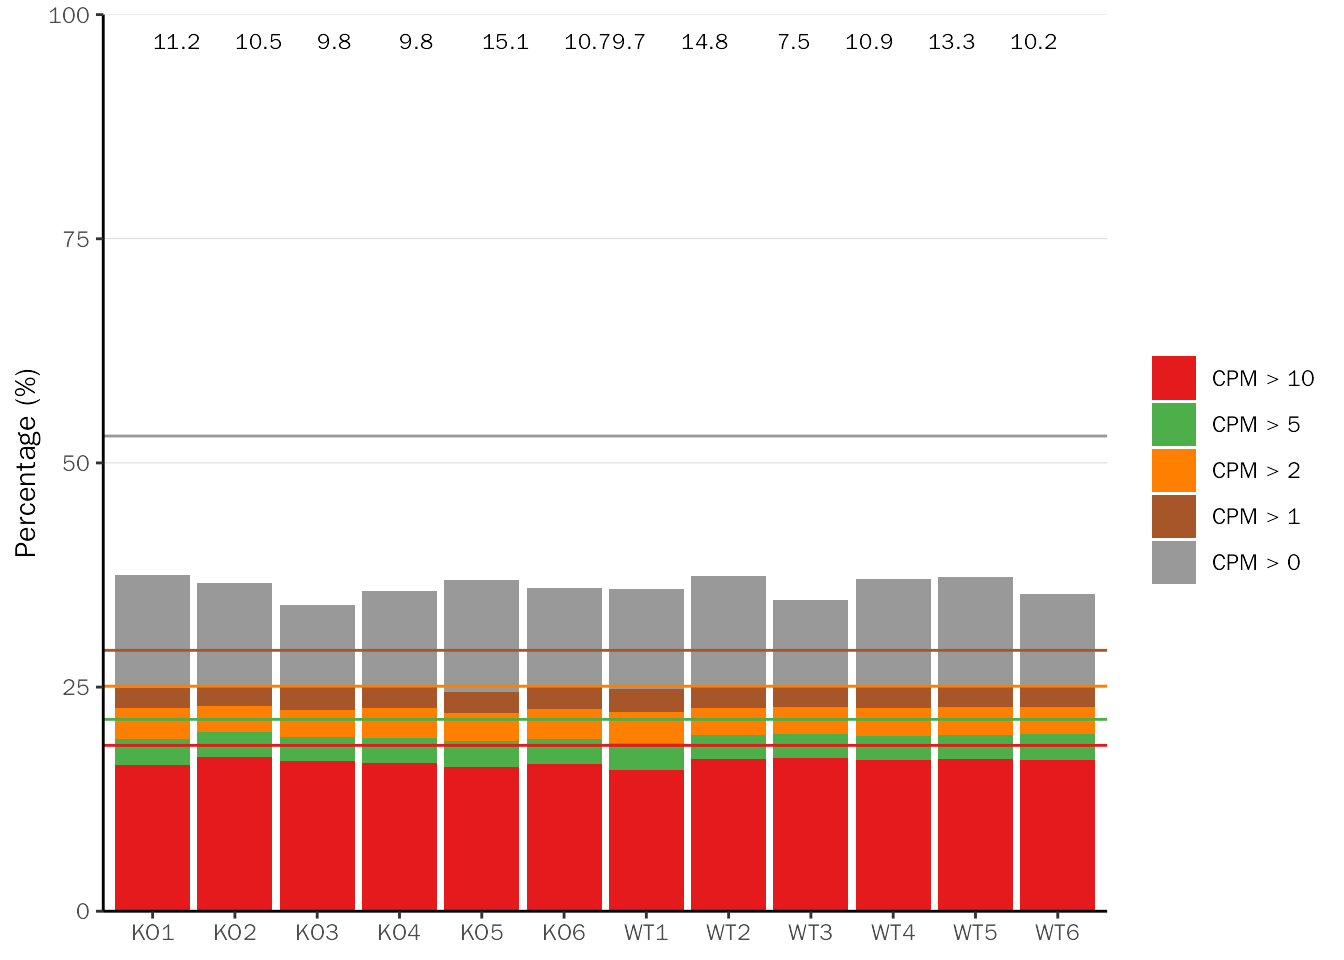 100
11.2 10.5 9.8 9.8 15.1 10.79.7 14.8 7.5 10.9 13.3 10.2
75
50
25
0
Percentage (%)
KO1 KO2 KO3 KO4 KO5 KO6 WT1 WT2 WT3 WT4 WT5 WT6
CPM > 10
CPM > 5
CPM > 2
CPM > 1
CPM > 0